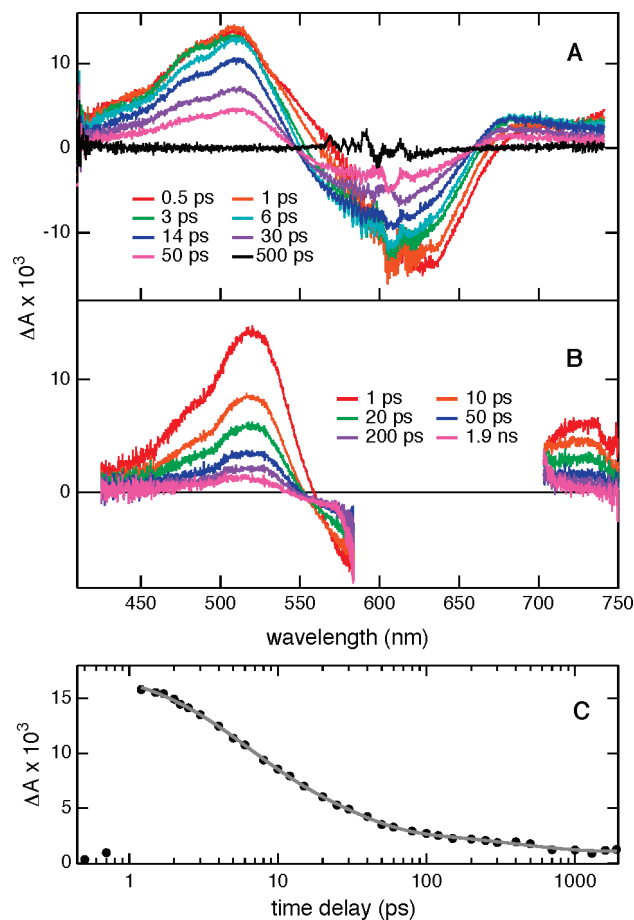 10
0
-10
A
0.5 ps
1 ps
3 ps
6 ps
14 ps
30 ps
50 ps
500 ps
ΔA x 10³
10
0
B
1 ps
10 ps
20 ps
50 ps
200 ps
1.9 ns
450 500 550 600 650 700 750
wavelength (nm)
15
10
5
0
ΔA x 10³
C
1 10 100 1000
time delay (ps)